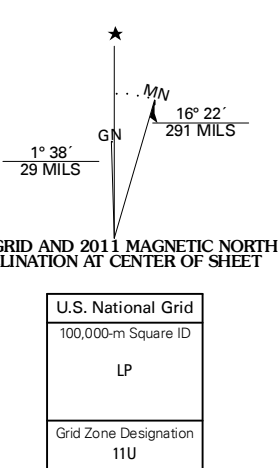 ★
MN
GN
16° 22´
291 MILS
1° 38´
29 MILS
GRID AND 2011 MAGNETIC NORTH
LINATION AT CENTER OF SHEET
U.S. National Grid
100,000-m Square ID
LP
Grid Zone Designation
11U